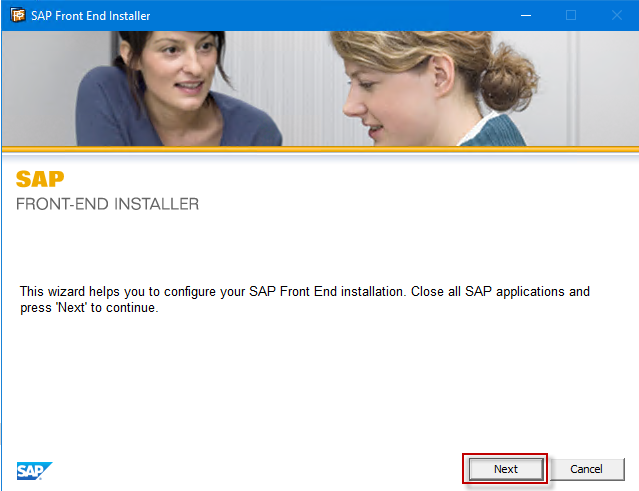 SAP Front End Installer
SAP
FRONT-END INSTALLER
This wizard helps you to configure your SAP Front End installation. Close all SAP applications and
press 'Next' to continue.
SAP
Next
Cancel